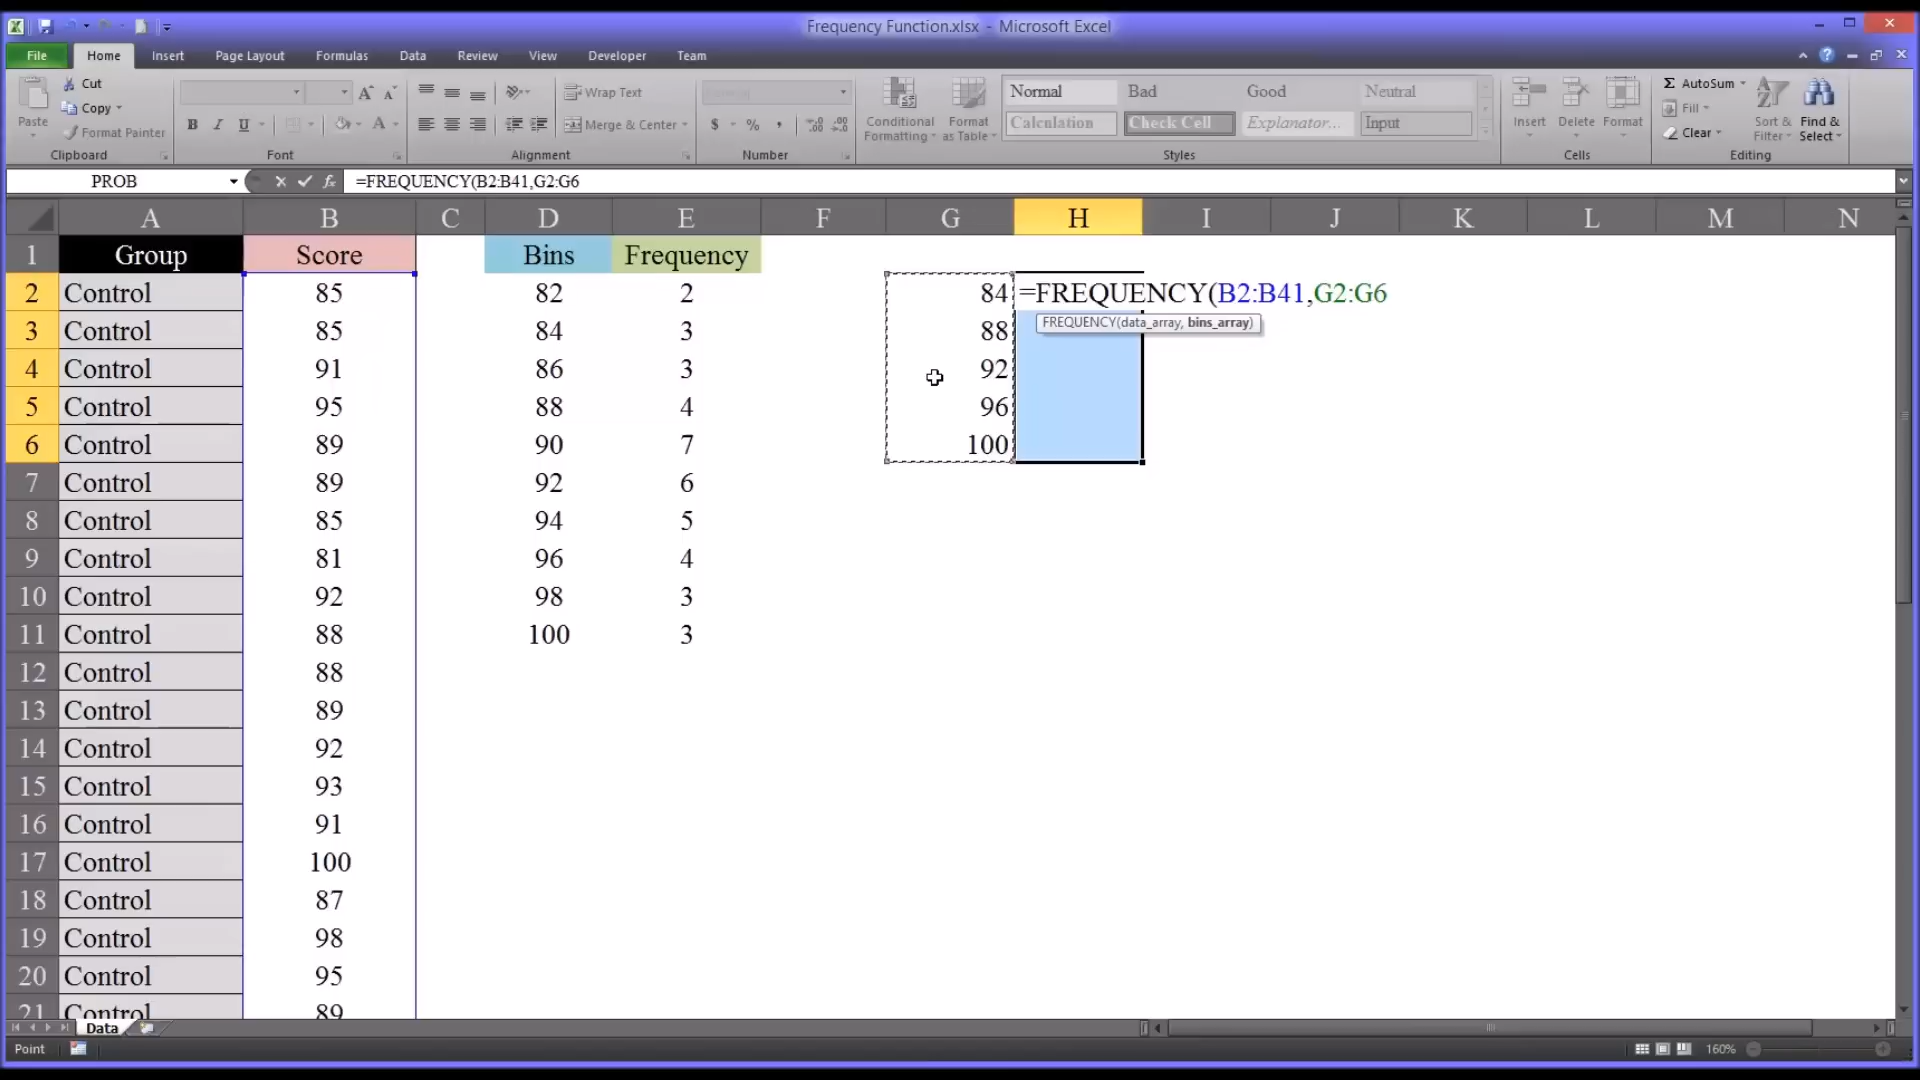 Frequency Function.xlsx - Microsoft Excel
File Home Insert Page Layout Formulas Data Review View Developer Team
Paste Cut Copy Format Painter
B I U A A A
Wrap Text Merge & Center
$ % ,
Conditional Formatting Format as Table
Normal Bad Good Neutral
Calculation Check Cell Explanator... Input
Insert Delete Format
Σ AutoSum Fill Clear Sort & Filter Find & Select
Clipboard Font Alignment Number Styles Cells Editing
PROB fx =FREQUENCY(B2:B41,G2:G6
A B C D E F G H I J K L M N
1 Group Score Bins Frequency
2 Control 85 82 2 84 =FREQUENCY(B2:B41,G2:G6
FREQUENCY(data_array, bins_array)
3 Control 85 84 3 88
4 Control 91 86 3 92
5 Control 95 88 4 96
6 Control 89 90 7 100
7 Control 89 92 6
8 Control 85 94 5
9 Control 81 96 4
10 Control 92 98 3
11 Control 88 100 3
12 Control 88
13 Control 89
14 Control 92
15 Control 93
16 Control 91
17 Control 100
18 Control 87
19 Control 98
20 Control 95
21 Control 89
Data
Point 160%